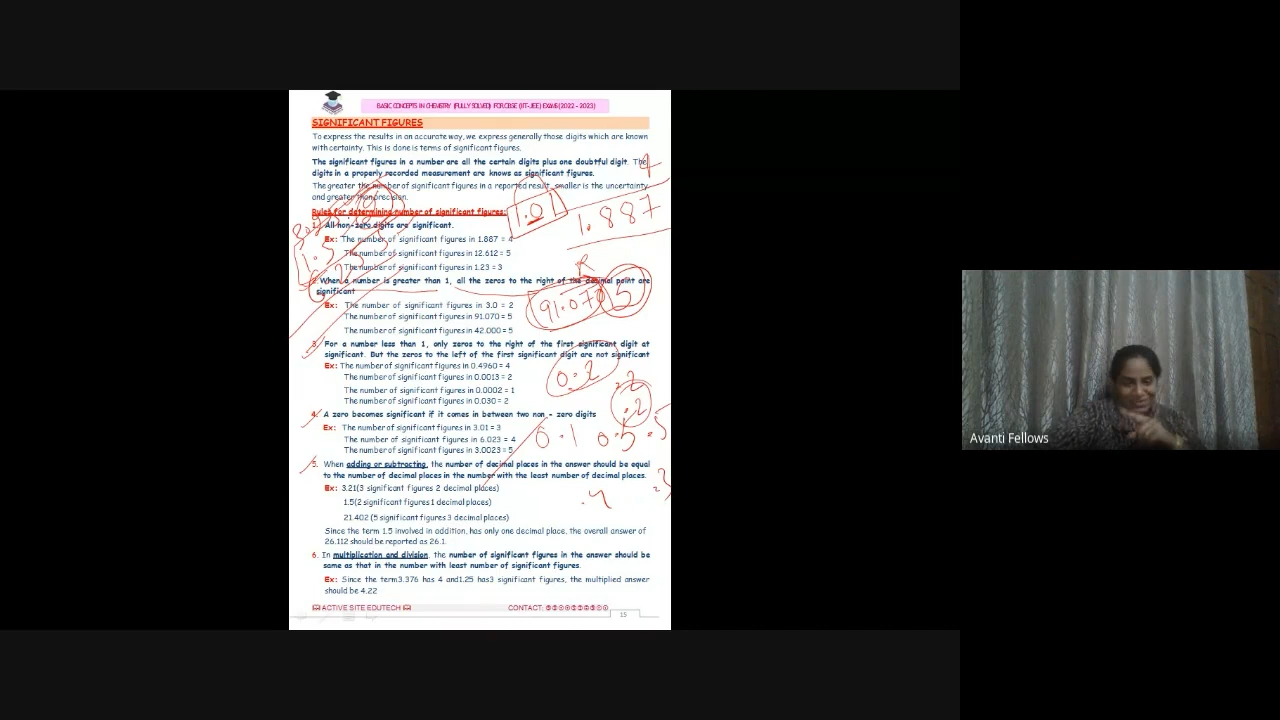 BASIC CONCEPTS IN CHEMISTRY (FULLY SOLVED) FOR CBSE (IIT-JEE) EXAMS (2022 - 2023)
SIGNIFICANT FIGURES
To express the results in an accurate way, we express generally those digits which are known
with certainty. This is done is terms of significant figures.
The significant figures in a number are all the certain digits plus one doubtful digit. The
digits in a properly recorded measurement are knows as significant figures.
The greater the number of significant figures in a reported result, smaller is the uncertainty
and greater than precision.
Rules for determining number of significant figures:
1. All non-zero digits are significant.
Ex: The number of significant figures in 1.887 = 4
The number of significant figures in 12.612 = 5
The number of significant figures in 1.23 = 3
When a number is greater than 1, all the zeros to the right of the decimal point are
significant
Ex: The number of significant figures in 3.0 = 2
The number of significant figures in 91.070 = 5
The number of significant figures in 42.000 = 5
3. For a number less than 1, only zeros to the right of the first significant digit at
significant. But the zeros to the left of the first significant digit are not significant
Ex: The number of significant figures in 0.4960 = 4
The number of significant figures in 0.0013 = 2
The number of significant figures in 0.0002 = 1
The number of significant figures in 0.030 = 2
4. A zero becomes significant if it comes in between two non - zero digits
Ex: The number of significant figures in 3.01 = 3
The number of significant figures in 6.023 = 4
The number of significant figures in 3.0023 = 5
5. When adding or subtracting, the number of decimal places in the answer should be equal
to the number of decimal places in the number with the least number of decimal places.
Ex: 3.21(3 significant figures 2 decimal places)
1.5(2 significant figures 1 decimal places)
21.402 (5 significant figures 3 decimal places)
Since the term 1.5 involved in addition, has only one decimal place, the overall answer of
26.112 should be reported as 26.1
6. In multiplication and division, the number of significant figures in the answer should be
same as that in the number with least number of significant figures.
Ex: Since the term3.376 has 4 and1.25 has3 significant figures, the multiplied answer
should be 4.22
ACTIVE SITE EDUTECH
CONTACT:
15
4
1.01
1.887
R
91.070
5
0.2
.2
.2
0.1 0.5 .5
Avanti Fellows